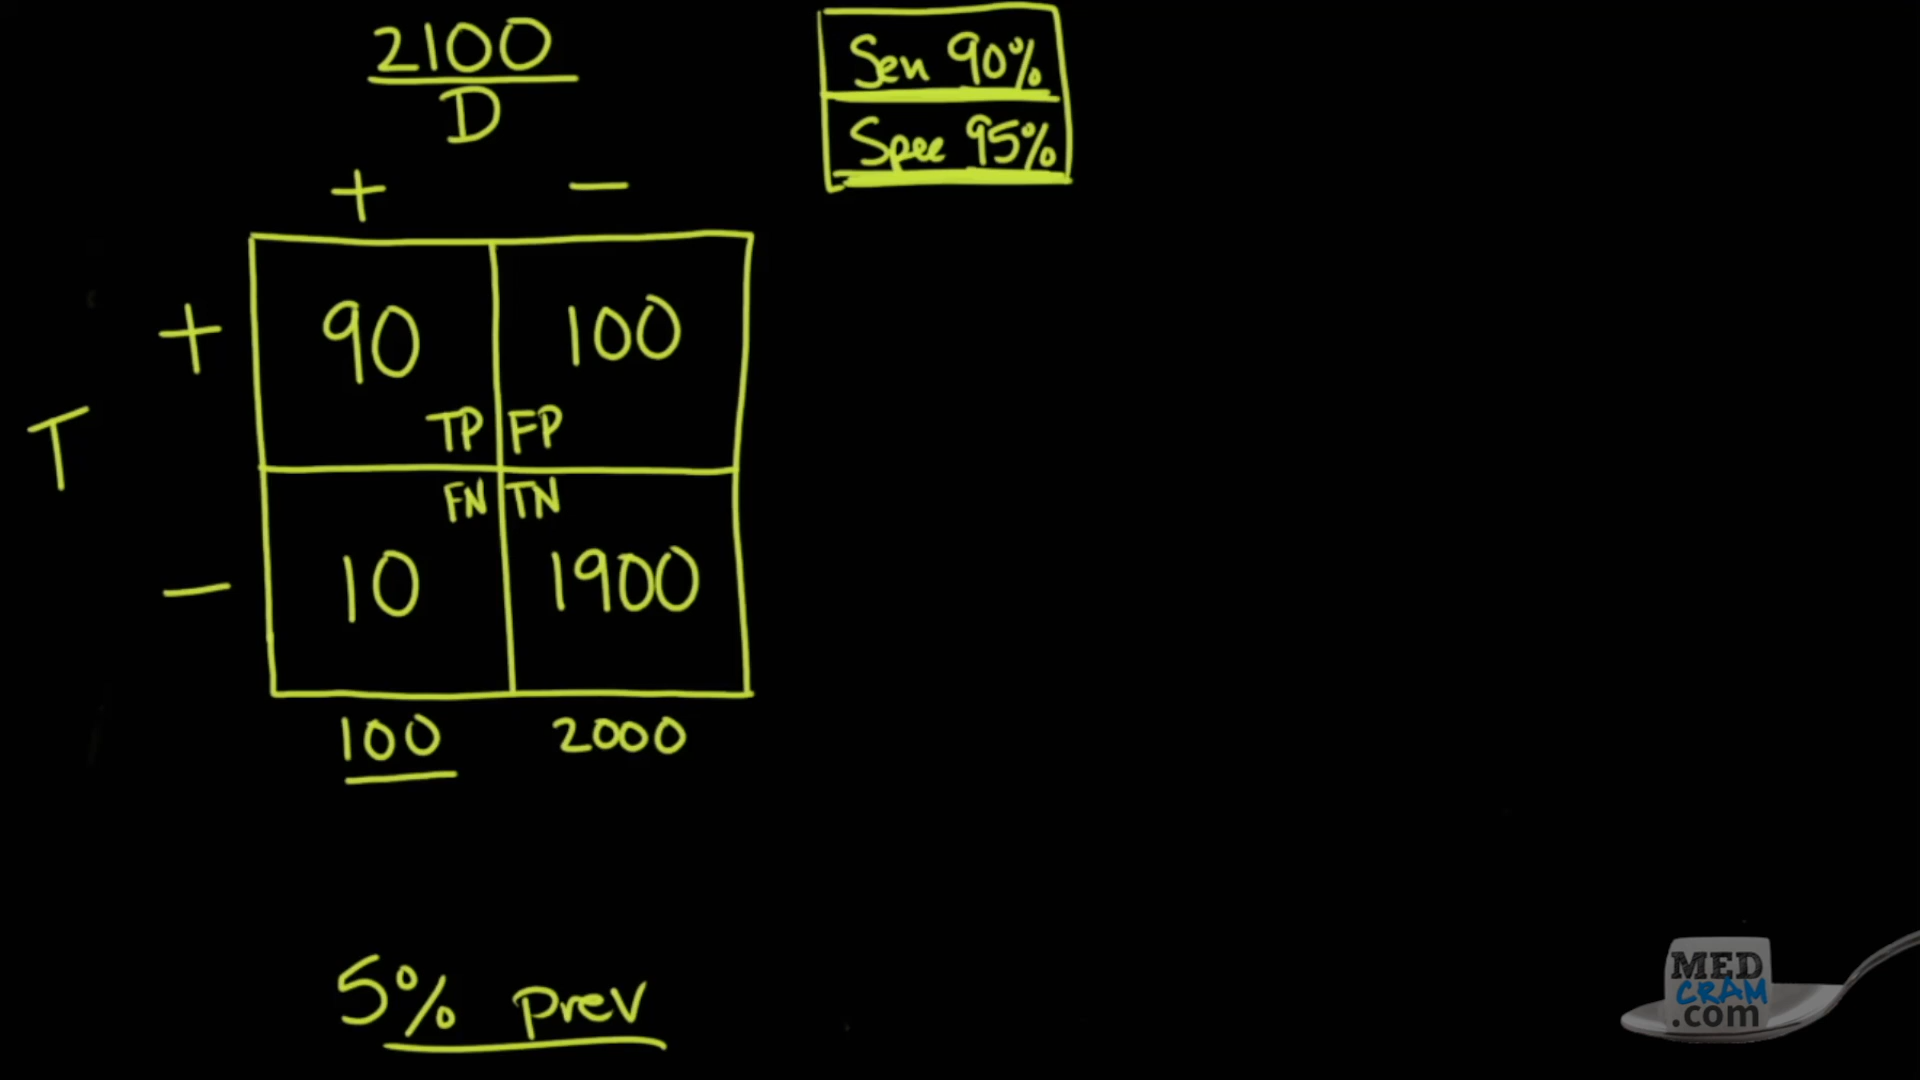 2100
D
Sen 90%
Spec 95%
+ −
+ 90 100
TP FP
T
FN TN
− 10 1900
100 2000
5% prev
MED
CRAM
.com